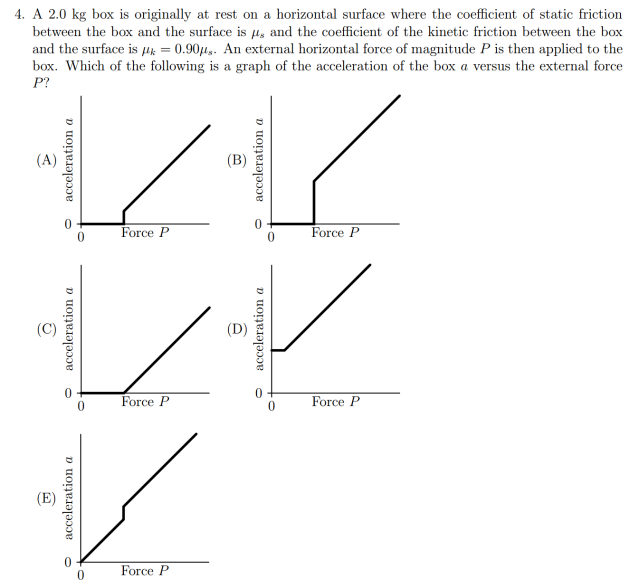 4. A 2.0 kg box is originally at rest on a horizontal surface where the coefficient of static friction
between the box and the surface is μₛ and the coefficient of the kinetic friction between the box
and the surface is μₖ = 0.90μₛ. An external horizontal force of magnitude P is then applied to the
box. Which of the following is a graph of the acceleration of the box a versus the external force
P?
(A)
acceleration a
0
0
Force P
(B)
acceleration a
0
0
Force P
(C)
acceleration a
0
0
Force P
(D)
acceleration a
0
0
Force P
(E)
acceleration a
0
0
Force P